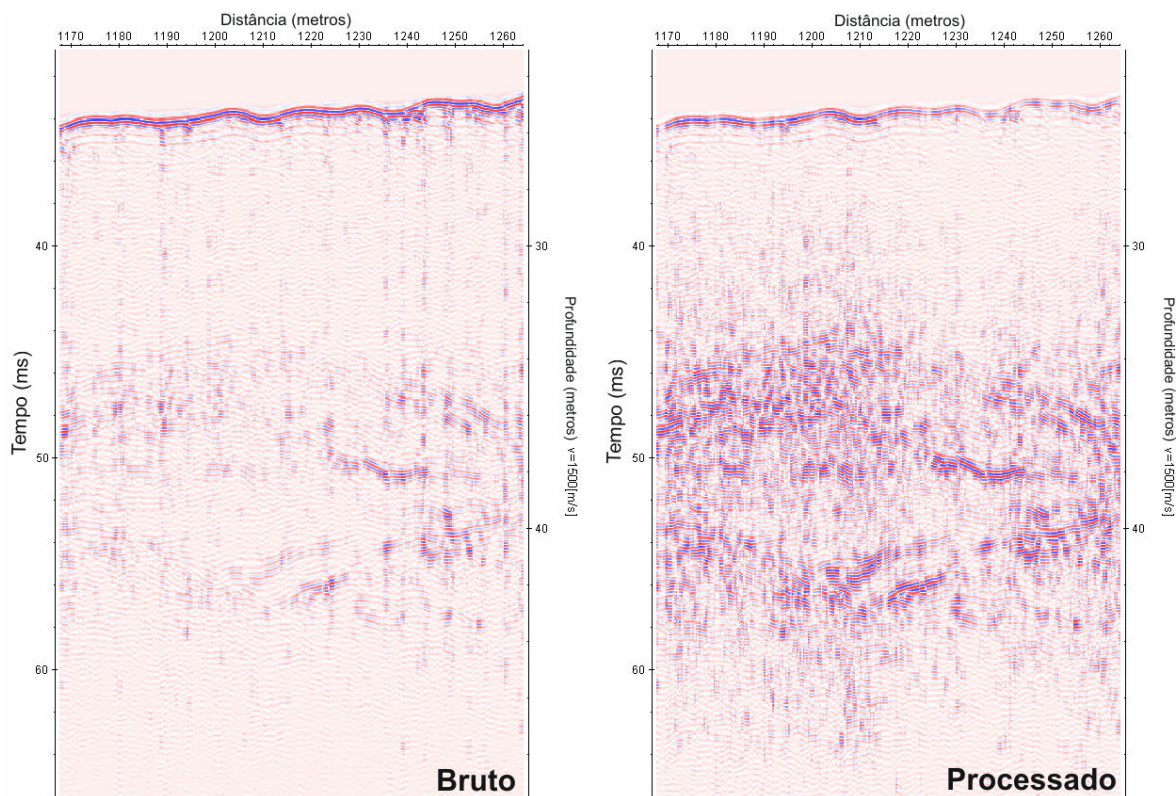 Distância (metros)
1170 1180 1190 1200 1210 1220 1230 1240 1250 1260
40
50
60
Tempo (ms)
30
40
Profundidade (metros) v=1500[m/s]
Bruto
Distância (metros)
1170 1180 1190 1200 1210 1220 1230 1240 1250 1260
40
50
60
Tempo (ms)
30
40
Profundidade (metros) v=1500[m/s]
Processado